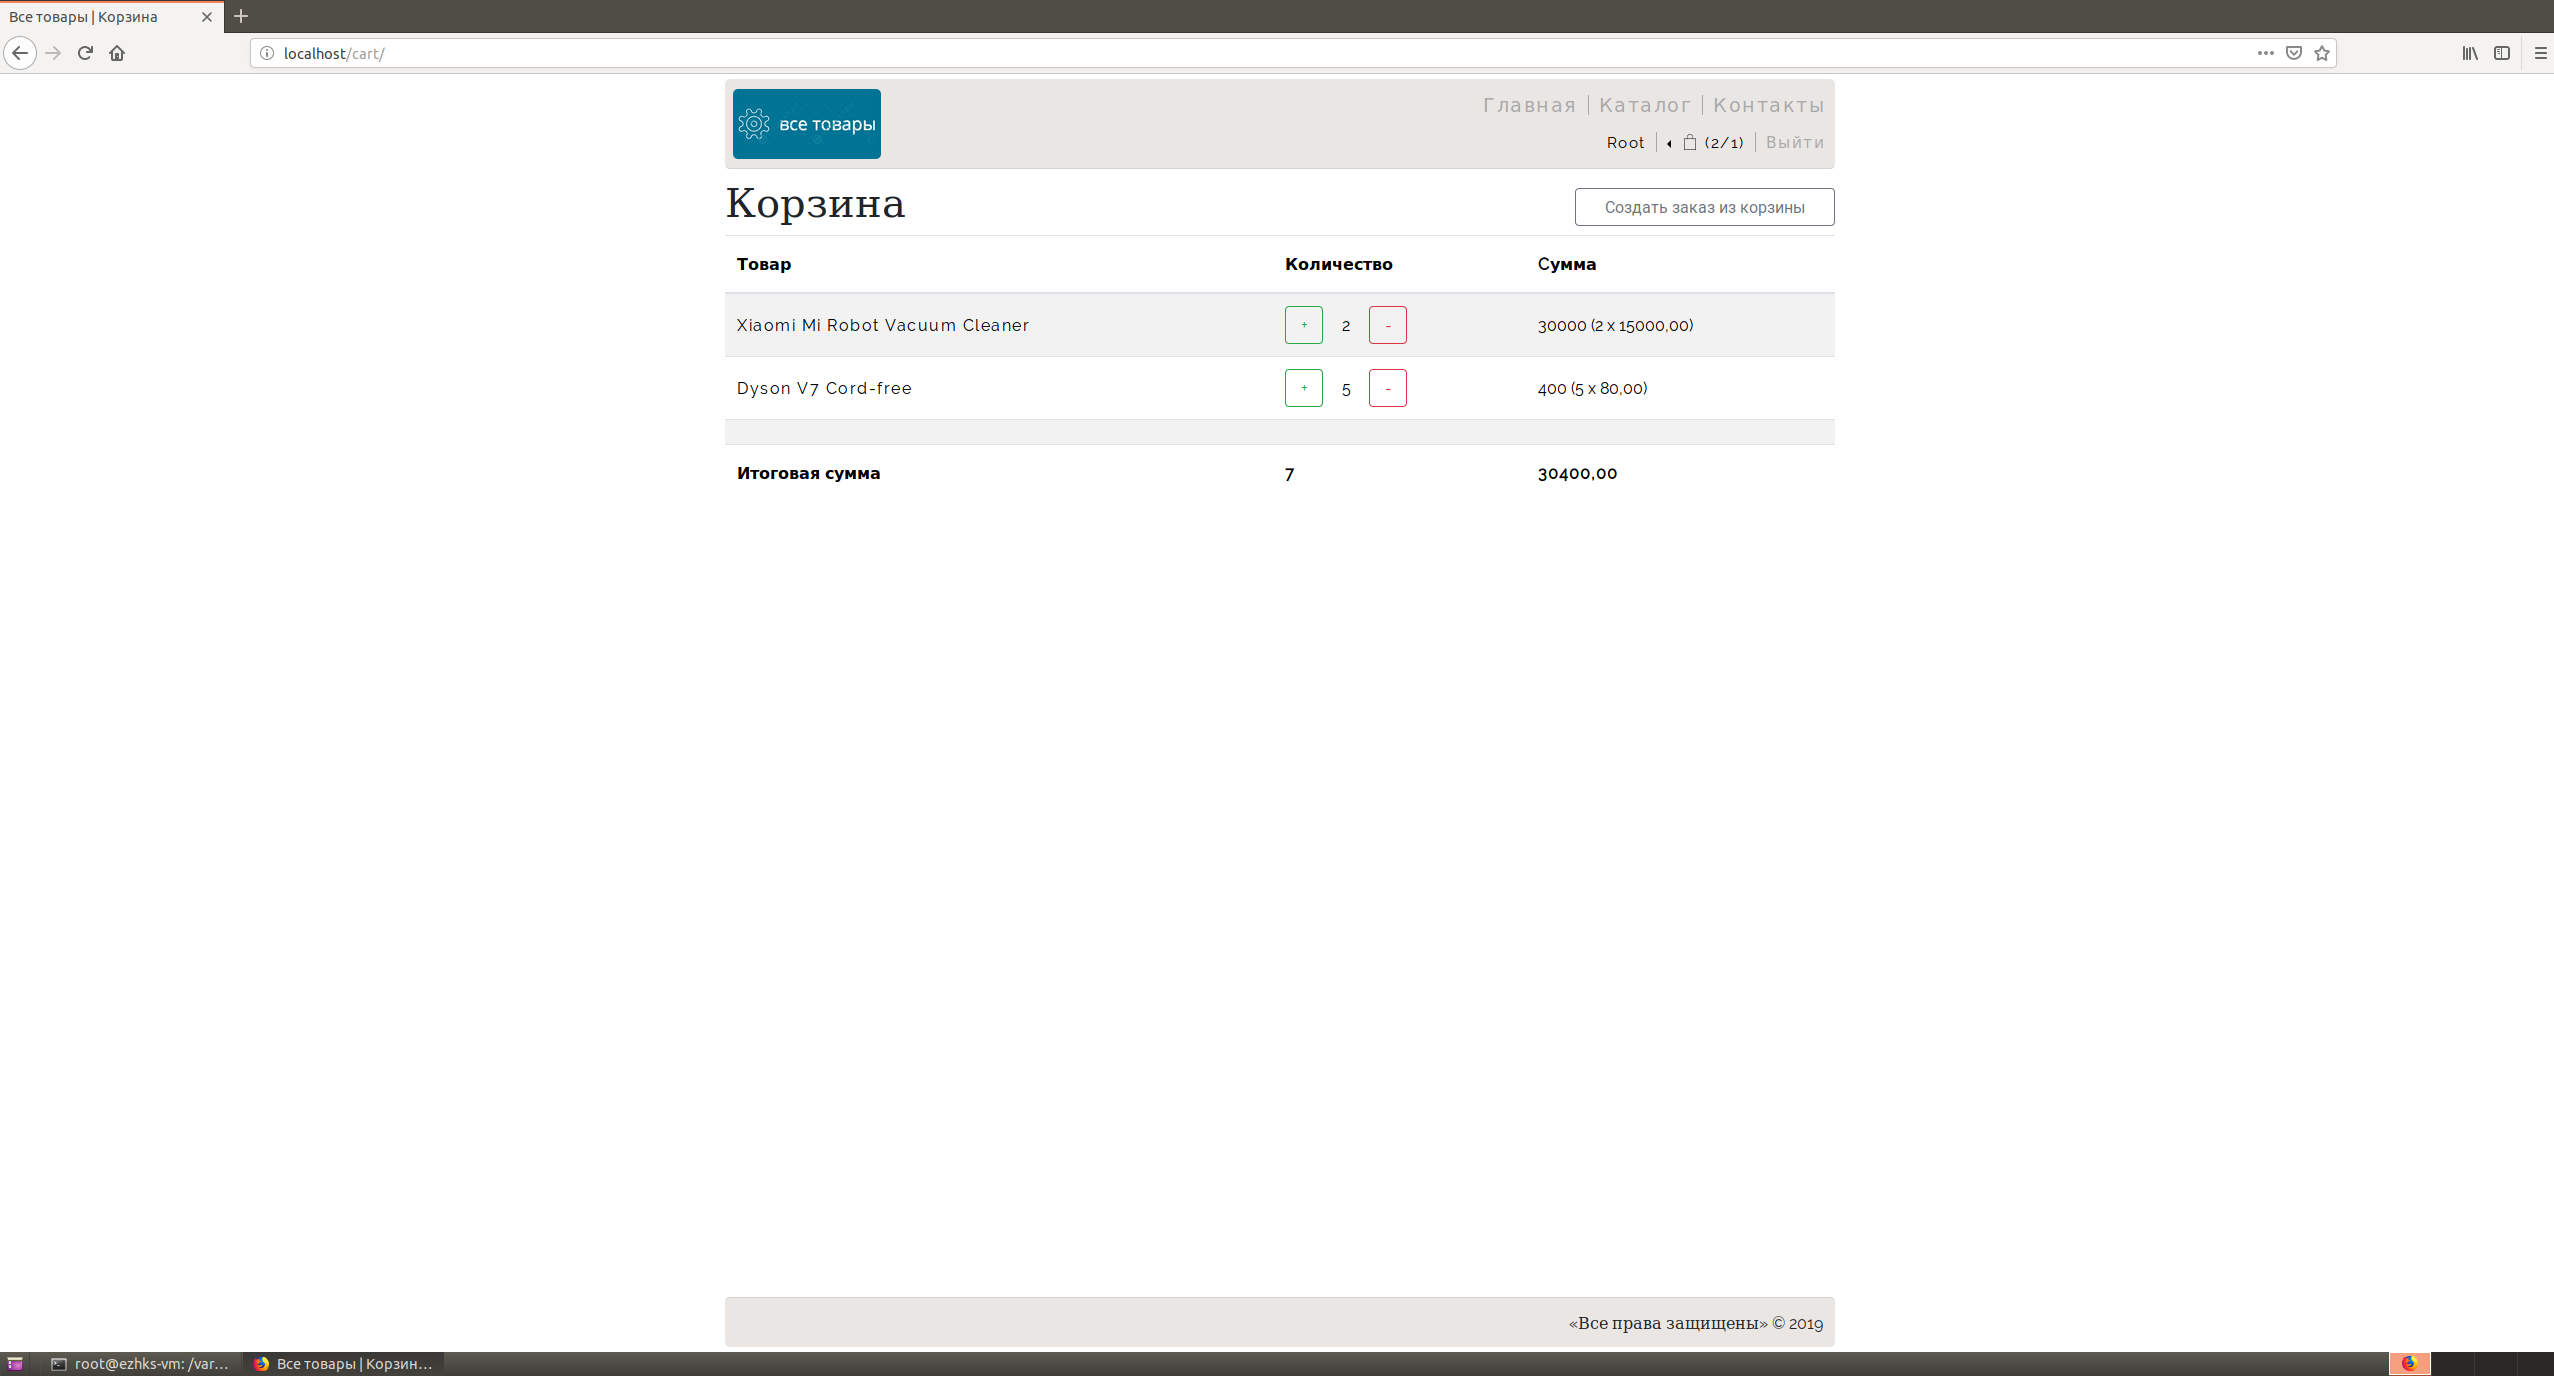 Все товары | Корзина
localhost/cart/
все товары
Главная Каталог Контакты
Root (2/1) Выйти
Корзина
Создать заказ из корзины
Товар Количество Сумма
Xiaomi Mi Robot Vacuum Cleaner + 2 - 30000 (2 x 15000,00)
Dyson V7 Cord-free + 5 - 400 (5 x 80,00)
Итоговая сумма 7 30400,00
«Все права защищены» © 2019
root@ezhks-vm: /var... Все товары | Корзин...